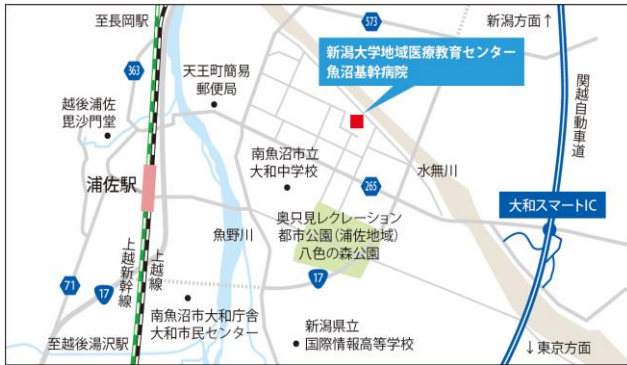 至長岡駅
573
新潟方面↑
新潟大学地域医療教育センター
魚沼基幹病院
363
天王町簡易
郵便局
関越自動車道
越後浦佐
毘沙門堂
南魚沼市立
大和中学校
水無川
265
浦佐駅
大和スマートIC
奥只見レクレーション
都市公園(浦佐地域)
八色の森公園
魚野川
上越新幹線
上越線
17
71
17
南魚沼市大和庁舎
大和市民センター
新潟県立
国際情報高等学校
至越後湯沢駅
↓東京方面